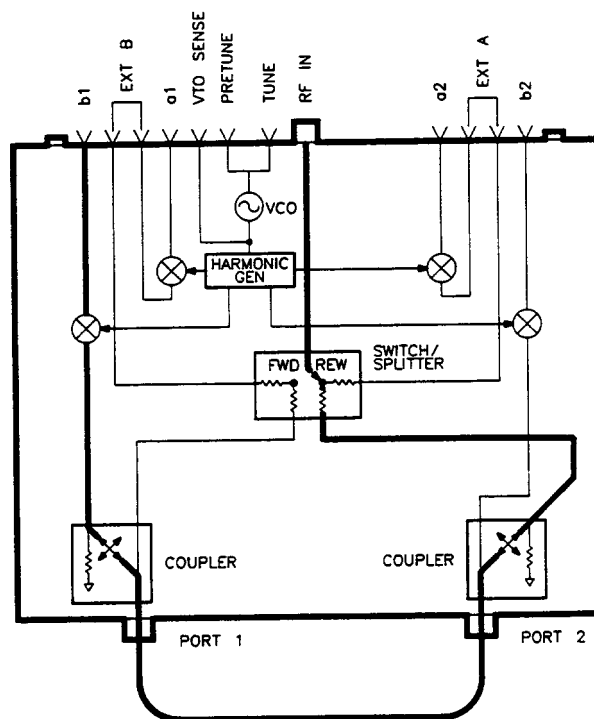 b1
EXT B
a1
VTO SENSE
PRETUNE
TUNE
RF IN
a2
EXT A
b2
VCO
HARMONIC
GEN
FWD
REW
SWITCH/
SPLITTER
COUPLER
COUPLER
PORT 1
PORT 2